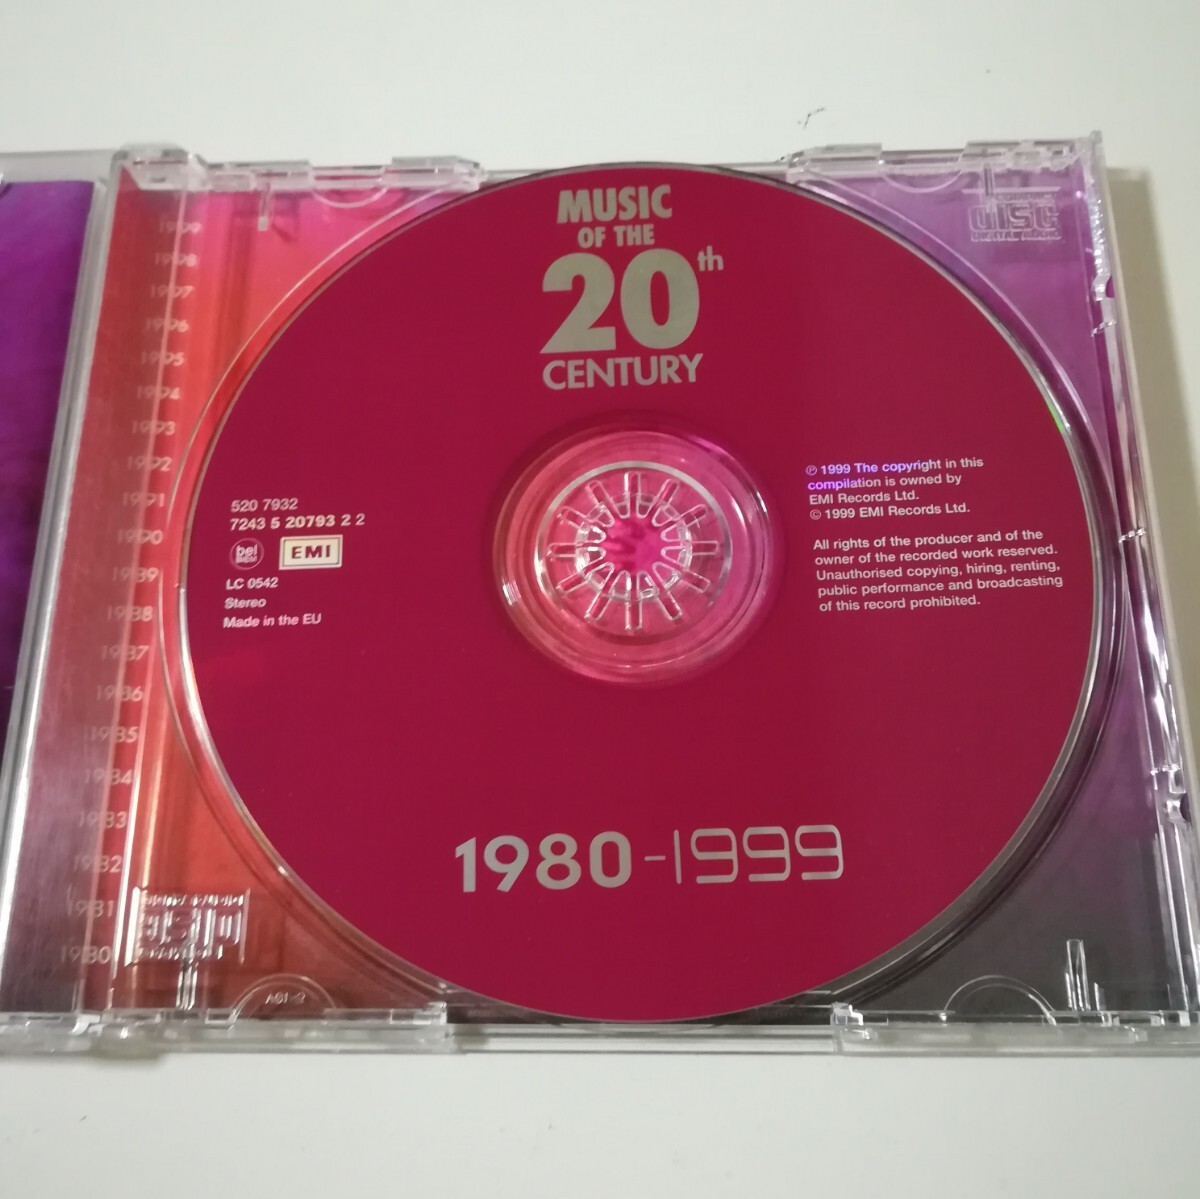 MUSIC
OF THE
20th
CENTURY
520 7932
7243 5 20793 2 2
EMI
LC 0542
Stereo
Made in the EU
℗ 1999 The copyright in this
compilation is owned by
EMI Records Ltd.
© 1999 EMI Records Ltd.
All rights of the producer and of the
owner of the recorded work reserved.
Unauthorised copying, hiring, renting,
public performance and broadcasting
of this record prohibited.
1980-1999
1999
1998
1997
1996
1995
1994
1993
1992
1991
1990
1989
1988
1987
1986
1985
1984
1983
1982
1981
1980
disc
DIGITAL AUDIO